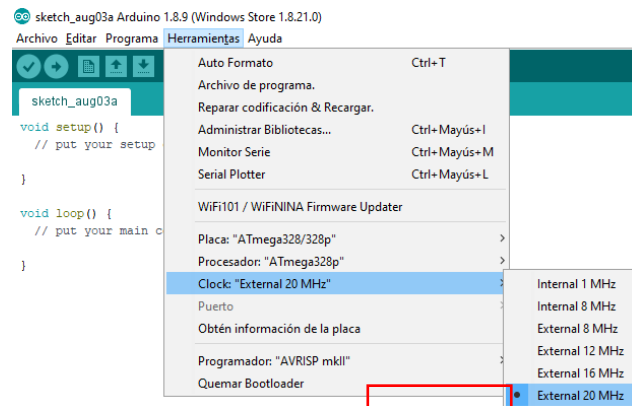 sketch_aug03a Arduino 1.8.9 (Windows Store 1.8.21.0)
Archivo Editar Programa Herramientas Ayuda
sketch_aug03a
void setup() {
// put your setup
}
void loop() {
// put your main
}
Auto Formato Ctrl+T
Archivo de programa.
Reparar codificación & Recargar.
Administrar Bibliotecas... Ctrl+Mayús+I
Monitor Serie Ctrl+Mayús+M
Serial Plotter Ctrl+Mayús+L
WiFi101 / WiFiNINA Firmware Updater
Placa: "ATmega328/328p"
Procesador: "ATmega328p"
Clock: "External 20 MHz"
Puerto
Obtén información de la placa
Programador: "AVRISP mkII"
Quemar Bootloader
Internal 1 MHz
Internal 8 MHz
External 8 MHz
External 12 MHz
External 16 MHz
External 20 MHz